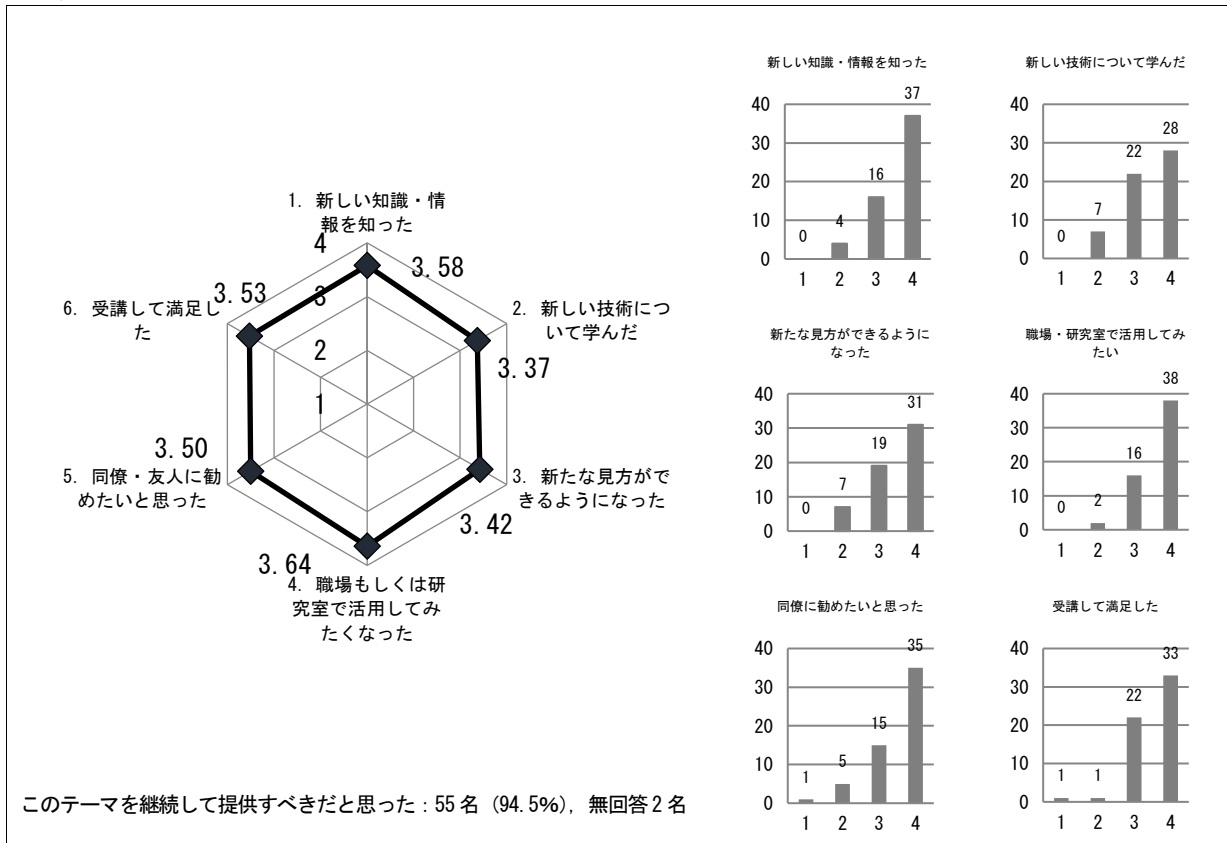 1. 新しい知識・情
報を知った
4
3.58
3.53
3
6. 受講して満足し
た
2. 新しい技術につ
いて学んだ
2
3.37
1
3.50
5. 同僚・友人に勧
めたいと思った
3. 新たな見方がで
きるようになった
3.42
3.64
4. 職場もしくは研
究室で活用してみ
たくなった
このテーマを継続して提供すべきだと思った：55名（94.5%），無回答2名
新しい知識・情報を知った
40
30
20
10
0
0
4
16
37
1 2 3 4
新しい技術について学んだ
40
30
20
10
0
0
7
22
28
1 2 3 4
新たな見方ができるように
なった
40
30
20
10
0
0
7
19
31
1 2 3 4
職場・研究室で活用してみ
たい
40
30
20
10
0
0
2
16
38
1 2 3 4
同僚に勧めたいと思った
40
30
20
10
0
1
5
15
35
1 2 3 4
受講して満足した
40
30
20
10
0
1
1
22
33
1 2 3 4